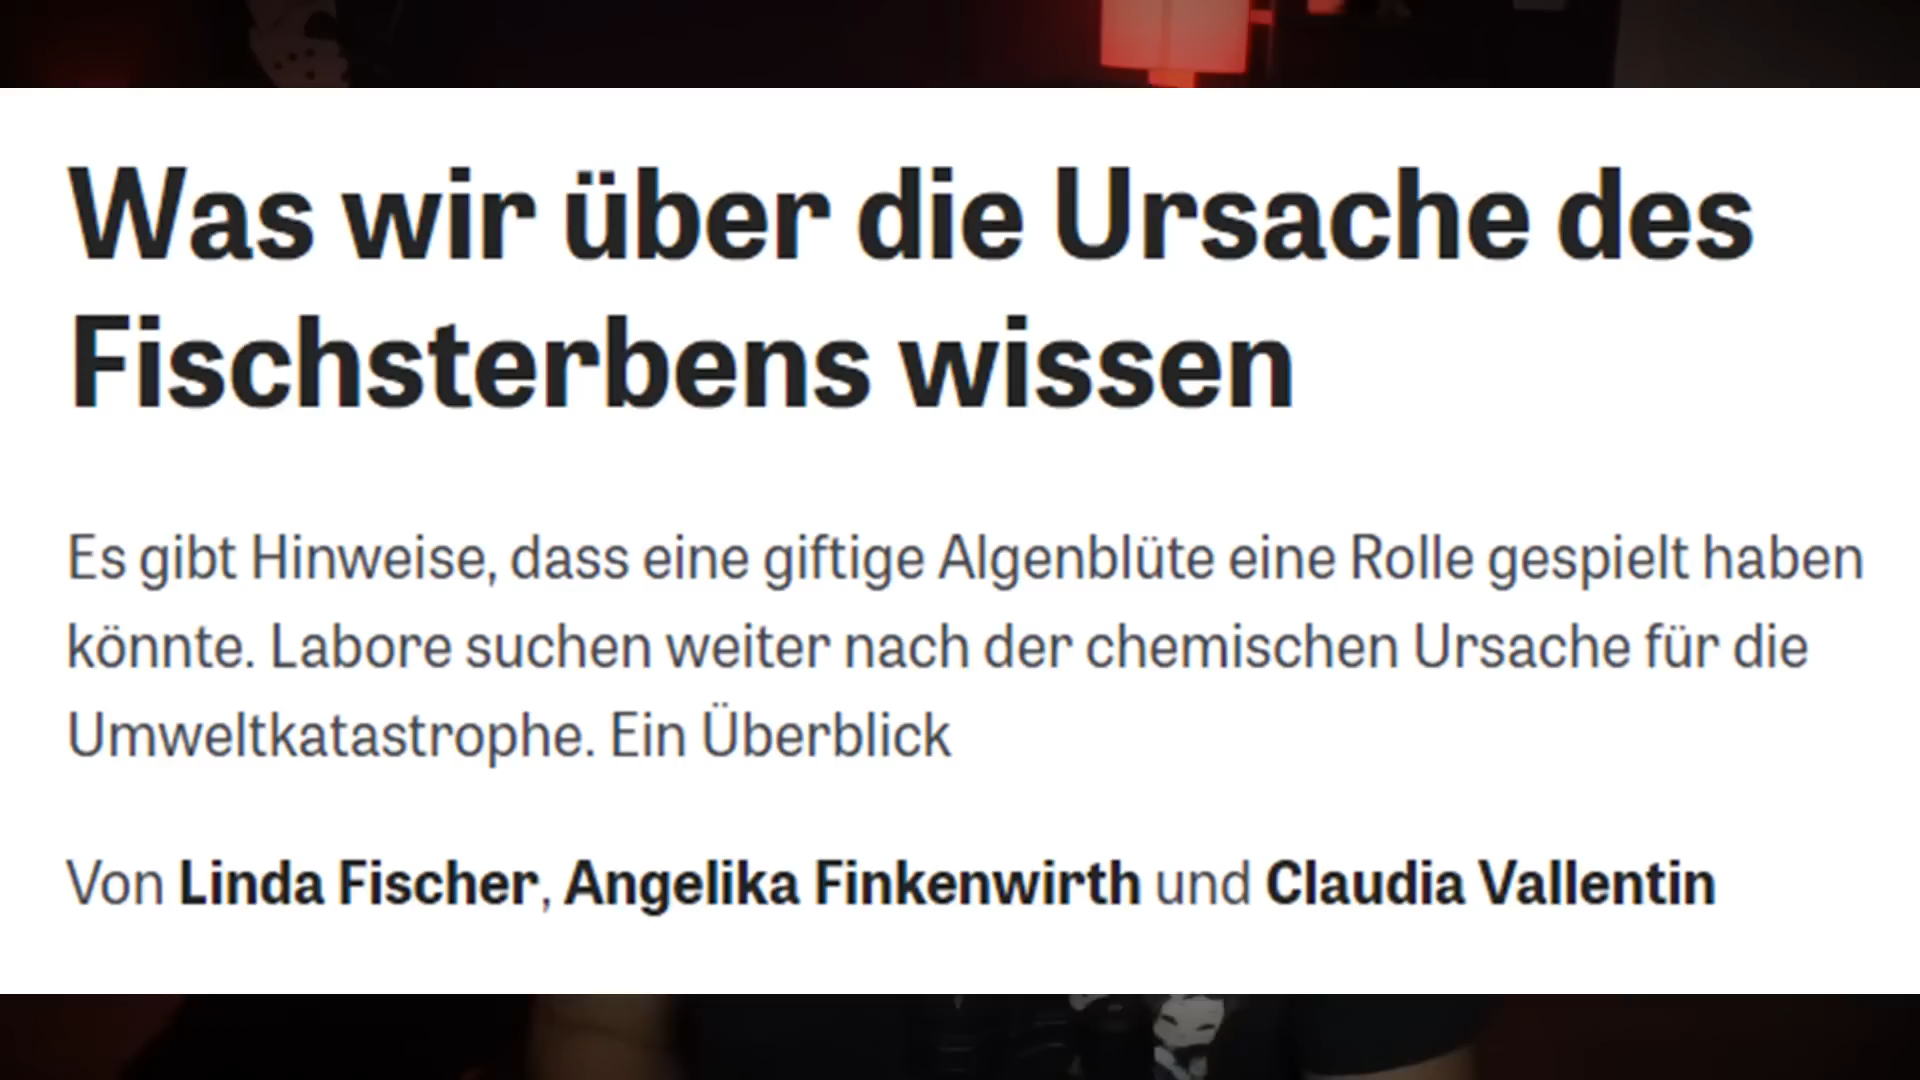 Was wir über die Ursache des
Fischsterbens wissen
Es gibt Hinweise, dass eine giftige Algenblüte eine Rolle gespielt haben
könnte. Labore suchen weiter nach der chemischen Ursache für die
Umweltkatastrophe. Ein Überblick
Von Linda Fischer, Angelika Finkenwirth und Claudia Vallentin